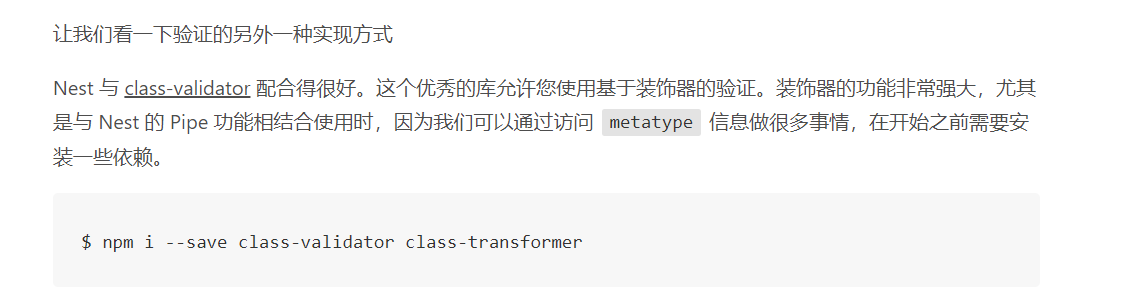 让我们看一下验证的另外一种实现方式
Nest 与 class-validator 配合得很好。这个优秀的库允许您使用基于装饰器的验证。装饰器的功能非常强大，尤其
是与 Nest 的 Pipe 功能相结合使用时，因为我们可以通过访问 metatype 信息做很多事情，在开始之前需要安
装一些依赖。
$ npm i --save class-validator class-transformer